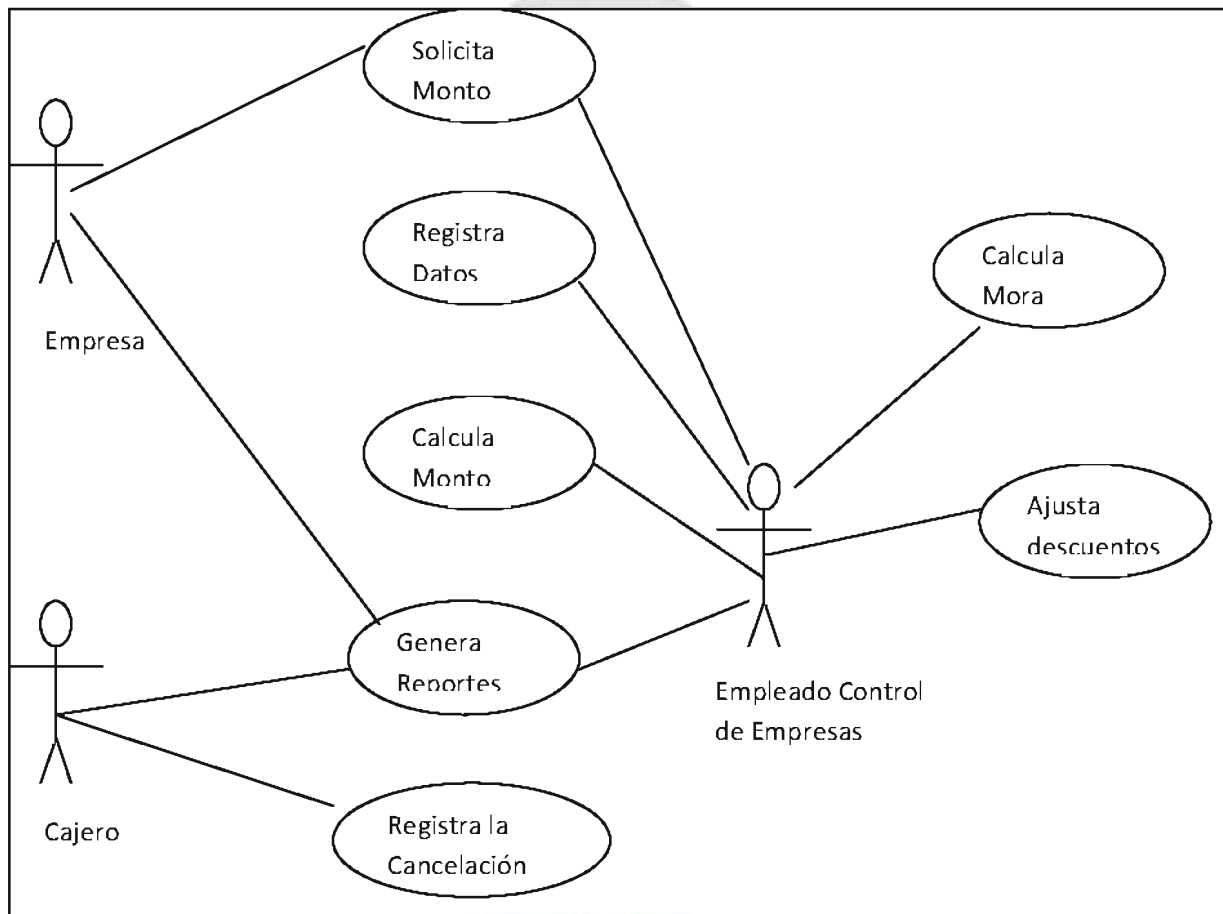 Solicita
Monto
Registra
Datos
Calcula
Mora
Empresa
Calcula
Monto
Ajusta
descuentos
Genera
Reportes
Empleado Control
de Empresas
Cajero
Registra la
Cancelación